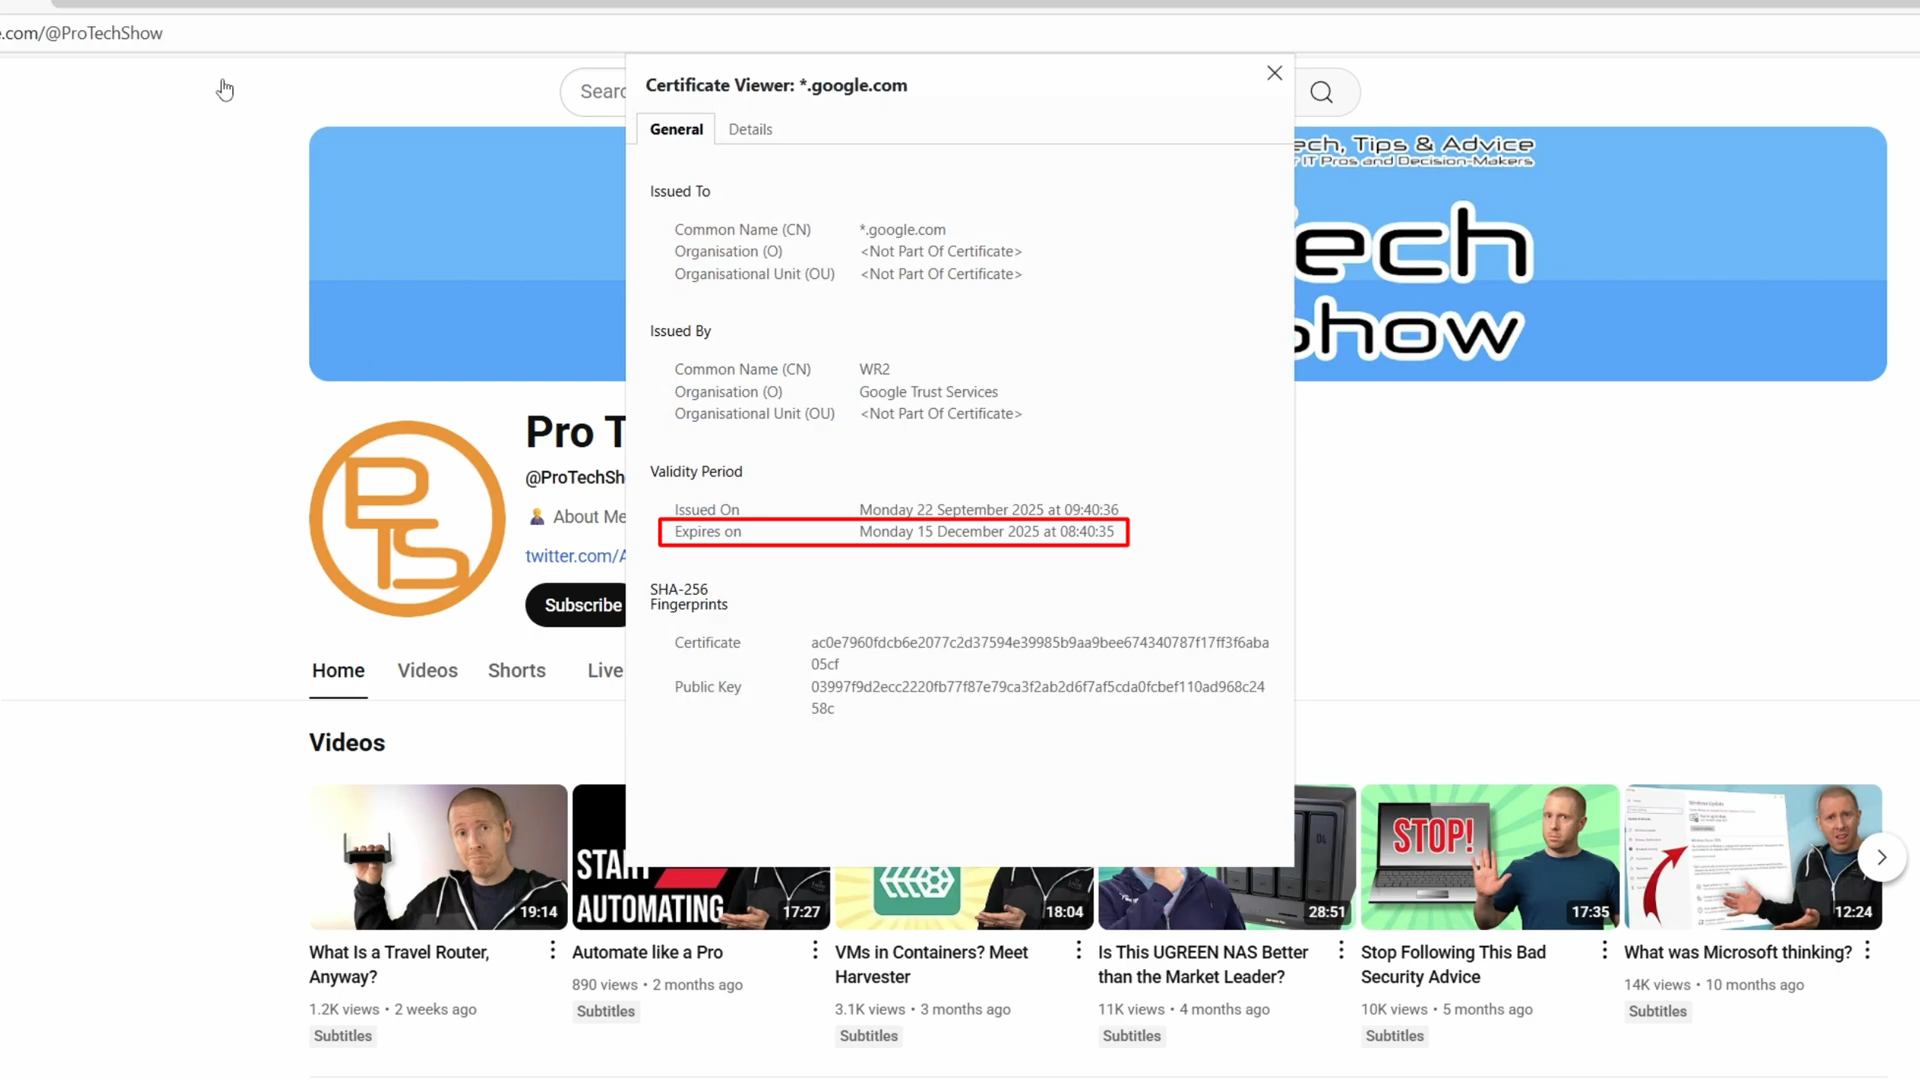 e.com/@ProTechShow
Searc
Certificate Viewer: *.google.com
General Details
ech, Tips & Advice
r IT Pros and Decision-Makers
Issued To
Common Name (CN) *.google.com
Organisation (O) <Not Part Of Certificate>
Organisational Unit (OU) <Not Part Of Certificate>
ech
Show
Issued By
Common Name (CN) WR2
Organisation (O) Google Trust Services
Organisational Unit (OU) <Not Part Of Certificate>
Pro T
@ProTechSh
About Me
twitter.com/A
Subscribe
PTS
Validity Period
Issued On Monday 22 September 2025 at 09:40:36
Expires on Monday 15 December 2025 at 08:40:35
SHA-256
Fingerprints
Certificate ac0e7960fdcb6e2077c2d37594e39985b9aa9bee674340787f17ff3f6aba
05cf
Public Key 03997f9d2ecc2220fb77f87e79ca3f2ab2d6f7af5cda0fcbef110ad968c24
58c
Home Videos Shorts Live
Videos
19:14
START
AUTOMATING
17:27
18:04
28:51
STOP!
17:35
12:24
What Is a Travel Router,
Anyway?
1.2K views • 2 weeks ago
Subtitles
Automate like a Pro
890 views • 2 months ago
Subtitles
VMs in Containers? Meet
Harvester
3.1K views • 3 months ago
Subtitles
Is This UGREEN NAS Better
than the Market Leader?
11K views • 4 months ago
Subtitles
Stop Following This Bad
Security Advice
10K views • 5 months ago
Subtitles
What was Microsoft thinking?
14K views • 10 months ago
Subtitles